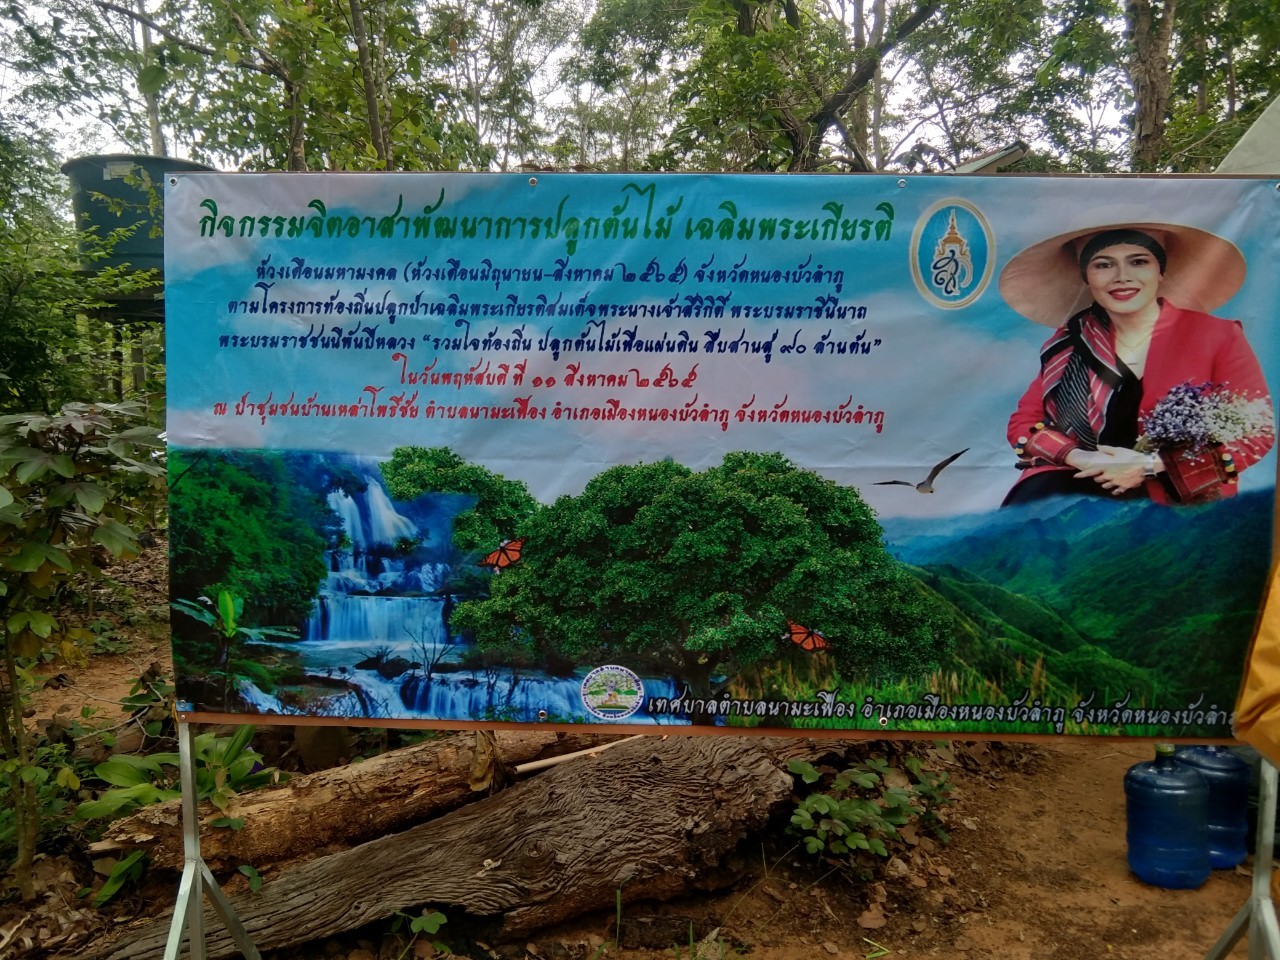 กิจกรรมจิตอาสาพัฒนาการปลูกต้นไม้ เฉลิมพระเกียรติ
ห้วงเดือนมหามงคล (ห้วงเดือนมิถุนายน-สิงหาคม ๒๕๖๕) จังหวัดหนองบัวลำภู
ตามโครงการท้องถิ่นปลูกป่าเฉลิมพระเกียรติสมเด็จพระนางเจ้าสิริกิติ์ พระบรมราชินีนาถ
พระบรมราชชนนีพันปีหลวง “รวมใจท้องถิ่น ปลูกต้นไม้เพื่อแผ่นดิน สืบสานสู่ ๙๐ ล้านต้น”
ในวันพฤหัสบดี ที่ ๑๑ สิงหาคม ๒๕๖๕
ณ ป่าชุมชนบ้านเหล่าโพธิ์ชัย ตำบลนามะเฟือง อำเภอเมืองหนองบัวลำภู จังหวัดหนองบัวลำภู
เทศบาลตำบลนามะเฟือง อำเภอเมืองหนองบัวลำภู จังหวัดหนองบัวลำภู